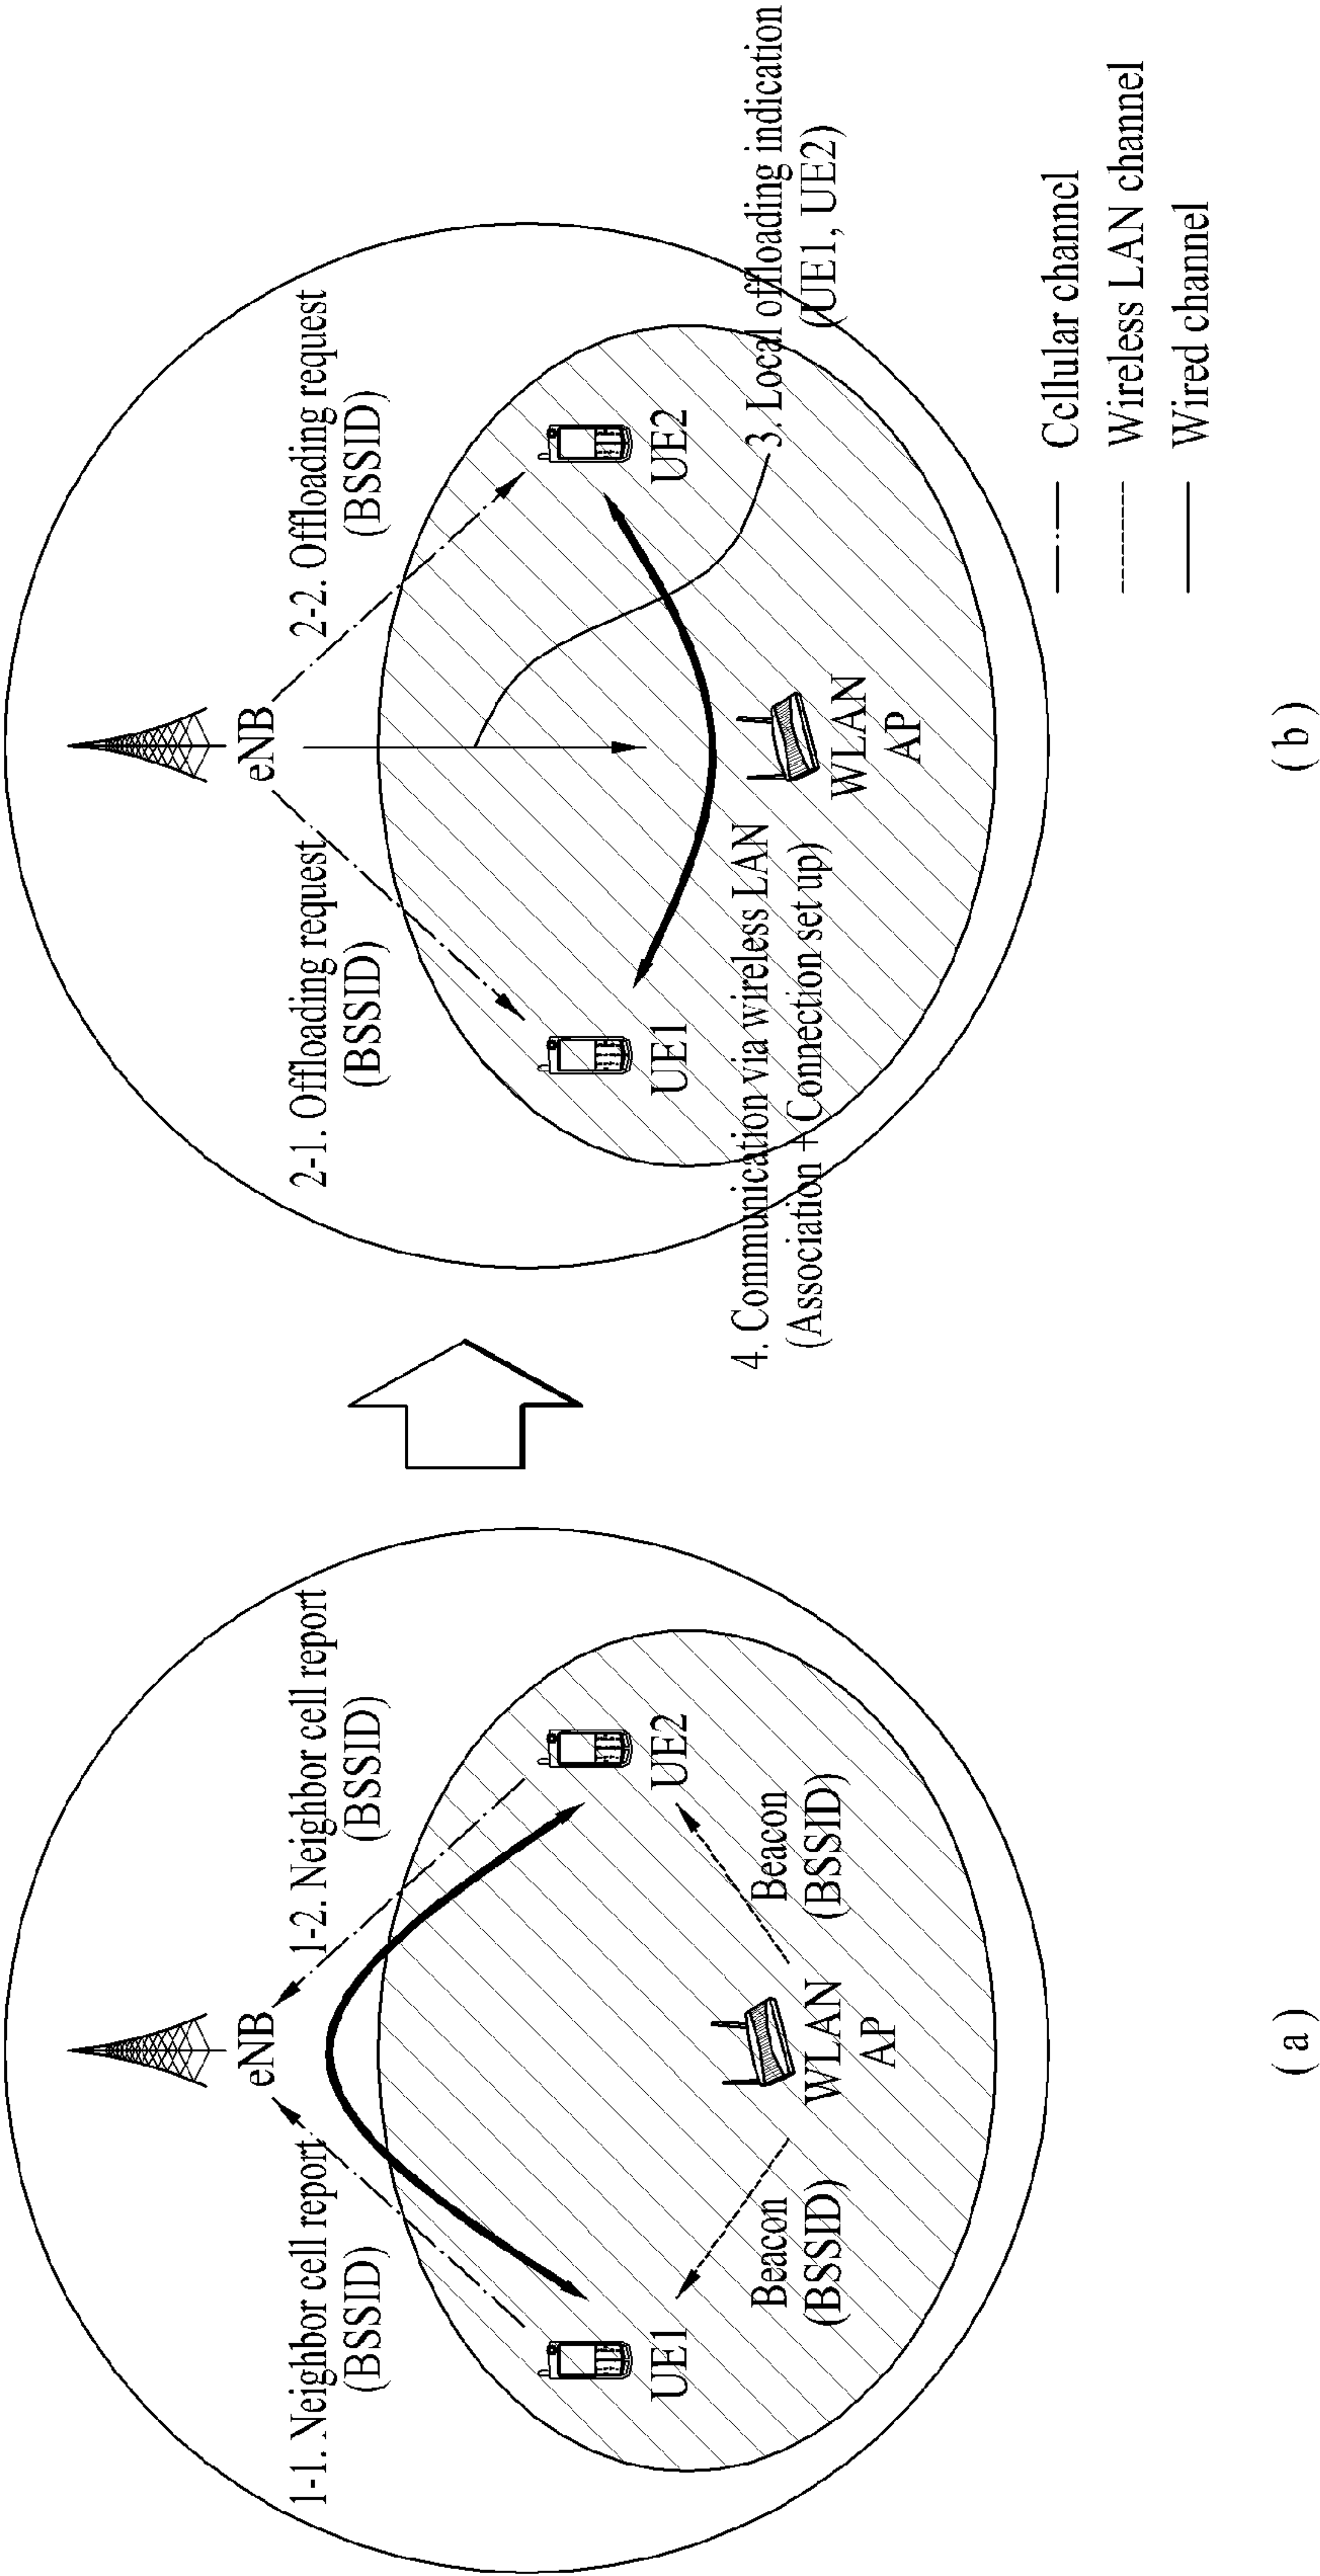 eNB
1-1. Neighbor cell report
(BSSID)
1-2. Neighbor cell report
(BSSID)
UE1
UE2
Beacon
(BSSID)
Beacon
(BSSID)
WLAN
AP
(a)
eNB
2-1. Offloading request
(BSSID)
2-2. Offloading request
(BSSID)
UE1
UE2
3. Local offloading indication
(UE1, UE2)
4. Communication via wireless LAN
(Association + Connection set up)
WLAN
AP
Cellular channel
Wireless LAN channel
Wired channel
(b)